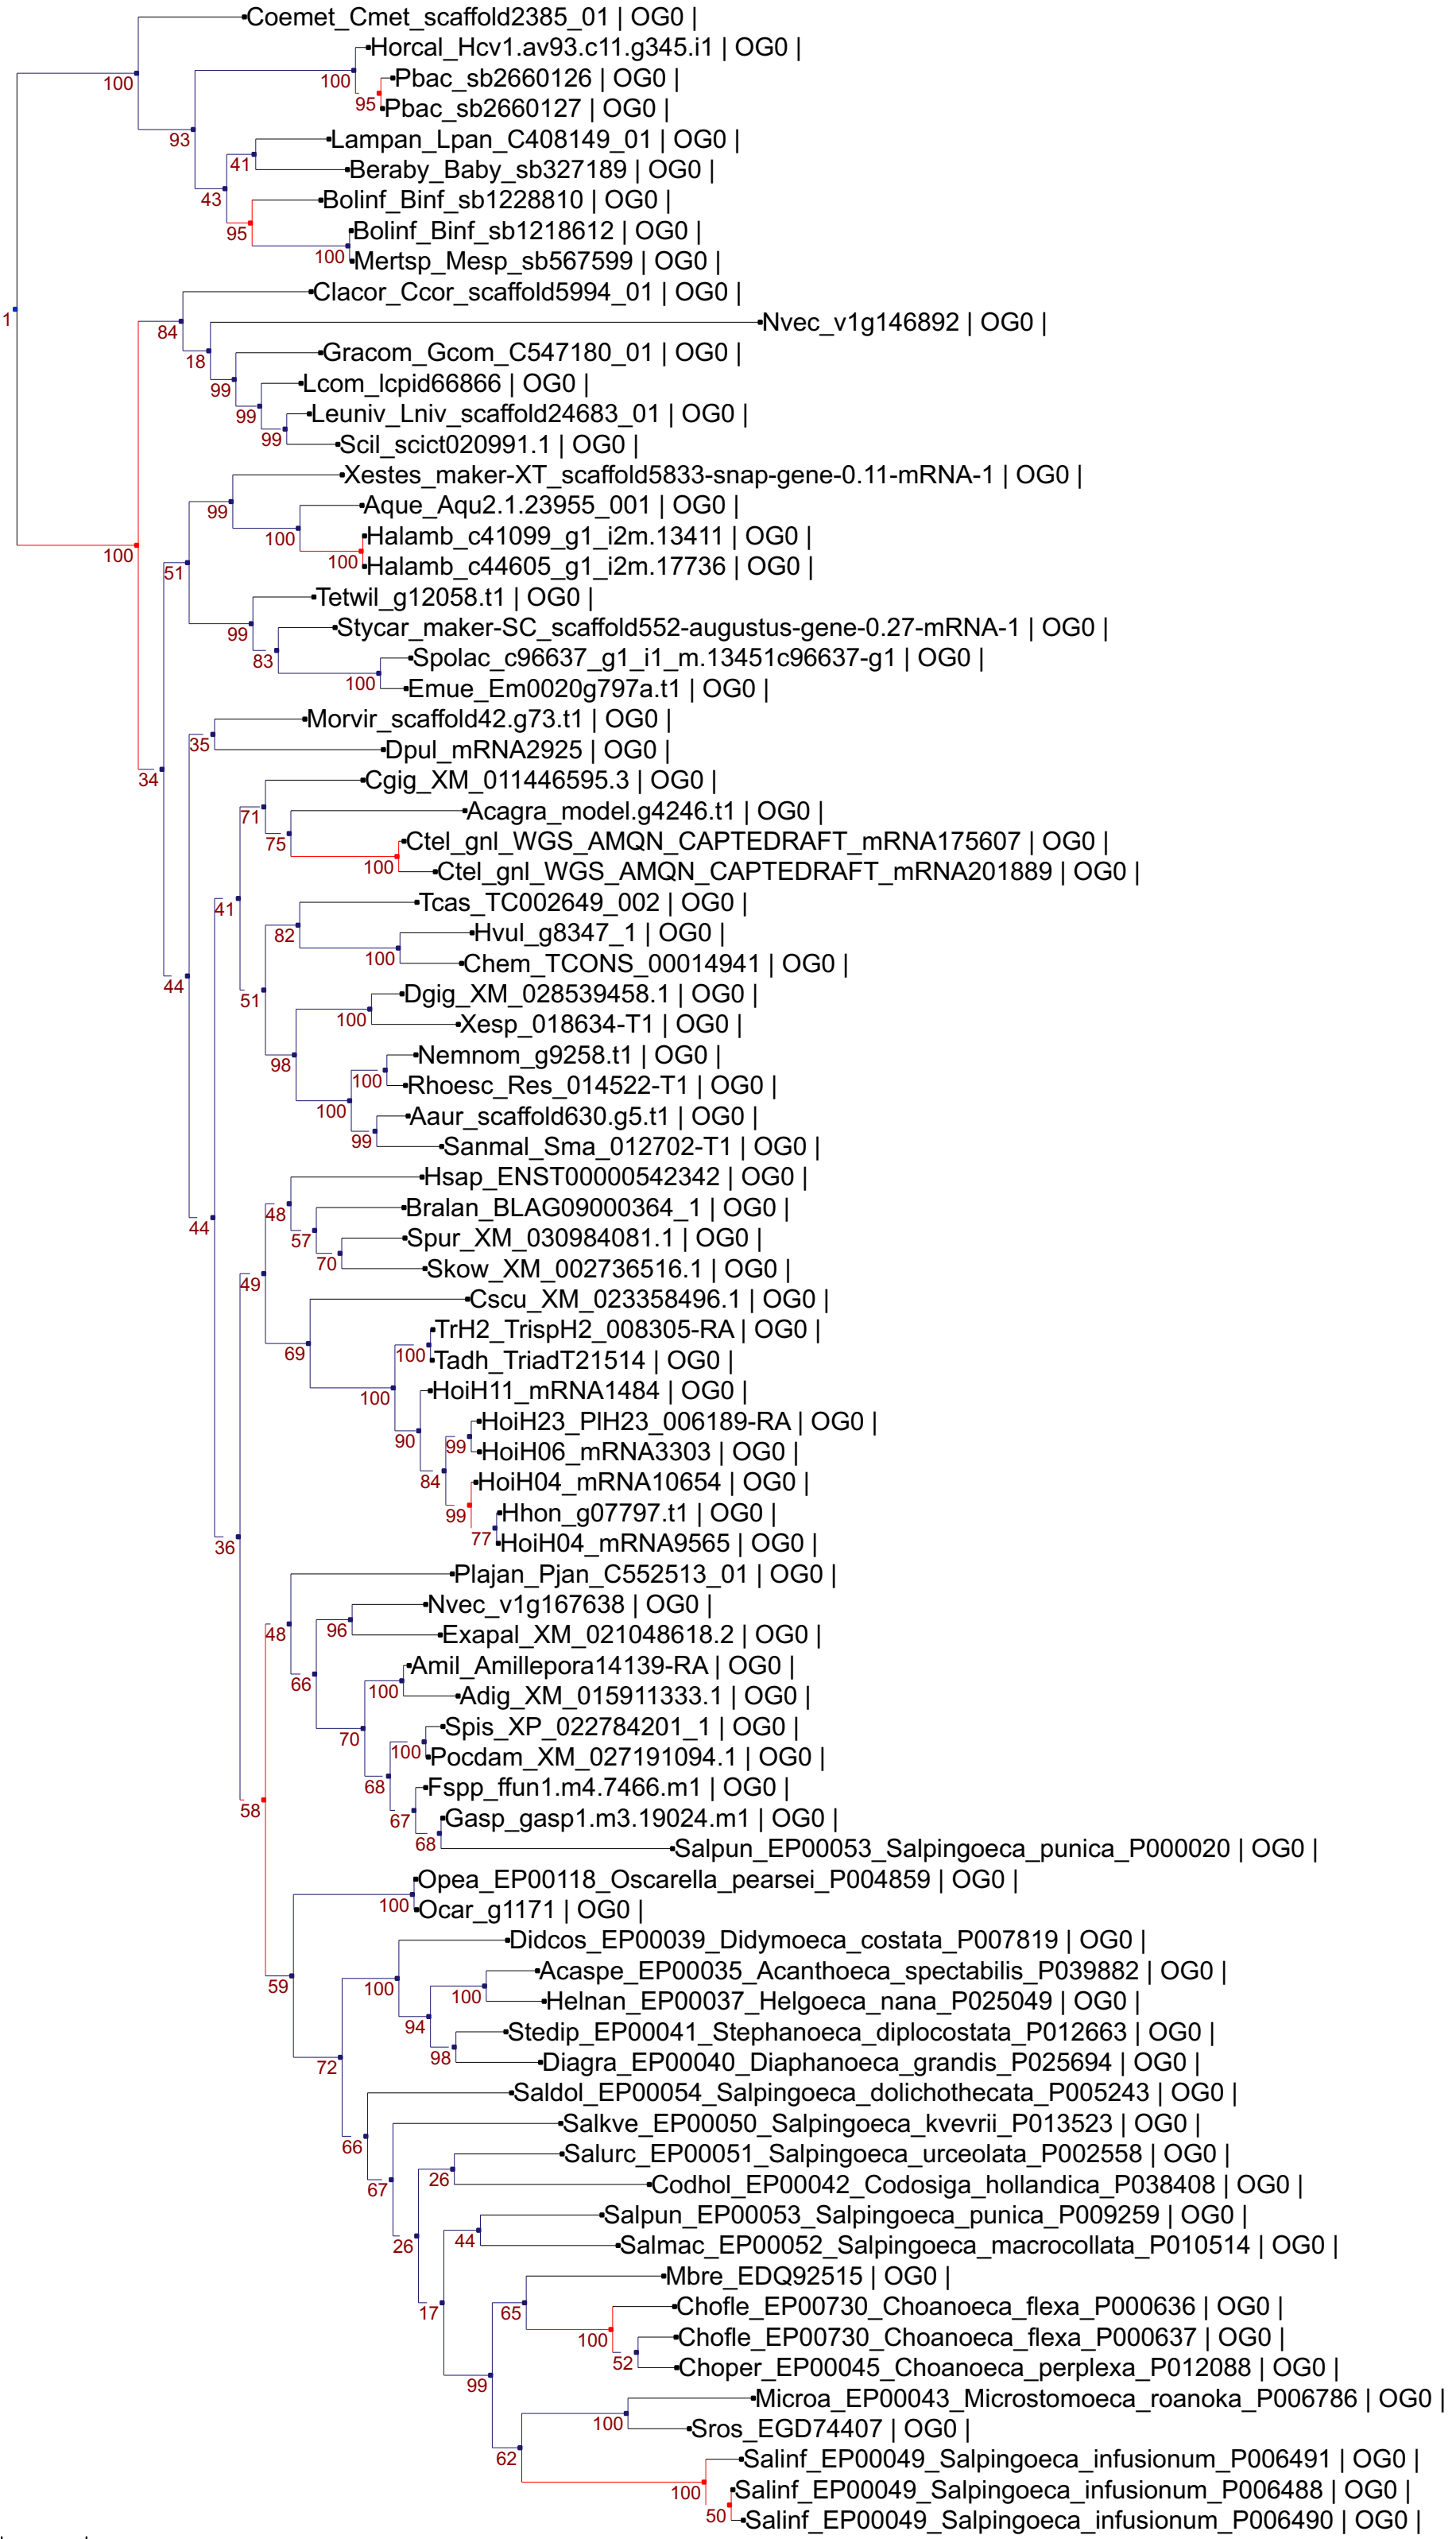 Coemet_Cmet_scaffold2385_01 | OG0 |
Horcal_Hcv1.av93.c11.g345.i1 | OG0 |
100
Pbac_sb2660126 | OG0 |
100
95
Pbac_sb2660127 | OG0 |
93
Lampan_Lpan_C408149_01 | OG0 |
41
Beraby_Baby_sb327189 | OG0 |
43
Bolinf_Binf_sb1228810 | OG0 |
95
Bolinf_Binf_sb1218612 | OG0 |
100
Mertsp_Mesp_sb567599 | OG0 |
Clacor_Ccor_scaffold5994_01 | OG0 |
1
84
Nvec_v1g146892 | OG0 |
18
Gracom_Gcom_C547180_01 | OG0 |
99
Lcom_lcpid66866 | OG0 |
99
Leuniv_Lniv_scaffold24683_01 | OG0 |
99
Scil_scict020991.1 | OG0 |
Xestes_maker-XT_scaffold5833-snap-gene-0.11-mRNA-1 | OG0 |
99
Aque_Aqu2.1.23955_001 | OG0 |
100
Halamb_c41099_g1_i2m.13411 | OG0 |
100
100
Halamb_c44605_g1_i2m.17736 | OG0 |
51
Tetwil_g12058.t1 | OG0 |
99
Stycar_maker-SC_scaffold552-augustus-gene-0.27-mRNA-1 | OG0 |
83
Spolac_c96637_g1_i1_m.13451c96637-g1 | OG0 |
100
Emue_Em0020g797a.t1 | OG0 |
Morvir_scaffold42.g73.t1 | OG0 |
35
Dpul_mRNA2925 | OG0 |
34
Cgig_XM_011446595.3 | OG0 |
71
Acagra_model.g4246.t1 | OG0 |
75
Ctel_gnl_WGS_AMQN_CAPTEDRAFT_mRNA175607 | OG0 |
100
Ctel_gnl_WGS_AMQN_CAPTEDRAFT_mRNA201889 | OG0 |
41
Tcas_TC002649_002 | OG0 |
82
Hvul_g8347_1 | OG0 |
100
Chem_TCONS_00014941 | OG0 |
44
51
Dgig_XM_028539458.1 | OG0 |
100
Xesp_018634-T1 | OG0 |
98
Nemnom_g9258.t1 | OG0 |
100
Rhoesc_Res_014522-T1 | OG0 |
100
Aaur_scaffold630.g5.t1 | OG0 |
99
Sanmal_Sma_012702-T1 | OG0 |
Hsap_ENST00000542342 | OG0 |
48
Bralan_BLAG09000364_1 | OG0 |
44
57
Spur_XM_030984081.1 | OG0 |
70
Skow_XM_002736516.1 | OG0 |
49
Cscu_XM_023358496.1 | OG0 |
TrH2_TrispH2_008305-RA | OG0 |
69
100
Tadh_TriadT21514 | OG0 |
100
HoiH11_mRNA1484 | OG0 |
HoiH23_PlH23_006189-RA | OG0 |
90
99
HoiH06_mRNA3303 | OG0 |
84
HoiH04_mRNA10654 | OG0 |
99
Hhon_g07797.t1 | OG0 |
77
HoiH04_mRNA9565 | OG0 |
36
Plajan_Pjan_C552513_01 | OG0 |
Nvec_v1g167638 | OG0 |
48
96
Exapal_XM_021048618.2 | OG0 |
66
Amil_Amillepora14139-RA | OG0 |
100
Adig_XM_015911333.1 | OG0 |
Spis_XP_022784201_1 | OG0 |
70
100
Pocdam_XM_027191094.1 | OG0 |
68
Fspp_ffun1.m4.7466.m1 | OG0 |
58
67
Gasp_gasp1.m3.19024.m1 | OG0 |
68
Salpun_EP00053_Salpingoeca_punica_P000020 | OG0 |
Opea_EP00118_Oscarella_pearsei_P004859 | OG0 |
100
Ocar_g1171 | OG0 |
Didcos_EP00039_Didymoeca_costata_P007819 | OG0 |
59
Acaspe_EP00035_Acanthoeca_spectabilis_P039882 | OG0 |
100
100
Helnan_EP00037_Helgoeca_nana_P025049 | OG0 |
94
Stedip_EP00041_Stephanoeca_diplocostata_P012663 | OG0 |
98
Diagra_EP00040_Diaphanoeca_grandis_P025694 | OG0 |
72
Saldol_EP00054_Salpingoeca_dolichothecata_P005243 | OG0 |
Salkve_EP00050_Salpingoeca_kvevrii_P013523 | OG0 |
66
Salurc_EP00051_Salpingoeca_urceolata_P002558 | OG0 |
26
Codhol_EP00042_Codosiga_hollandica_P038408 | OG0 |
67
Salpun_EP00053_Salpingoeca_punica_P009259 | OG0 |
26
44
Salmac_EP00052_Salpingoeca_macrocollata_P010514 | OG0 |
Mbre_EDQ92515 | OG0 |
17
65
Chofle_EP00730_Choanoeca_flexa_P000636 | OG0 |
100
Chofle_EP00730_Choanoeca_flexa_P000637 | OG0 |
52
Choper_EP00045_Choanoeca_perplexa_P012088 | OG0 |
99
Microa_EP00043_Microstomoeca_roanoka_P006786 | OG0 |
100
Sros_EGD74407 | OG0 |
62
Salinf_EP00049_Salpingoeca_infusionum_P006491 | OG0 |
100
Salinf_EP00049_Salpingoeca_infusionum_P006488 | OG0 |
50
Salinf_EP00049_Salpingoeca_infusionum_P006490 | OG0 |